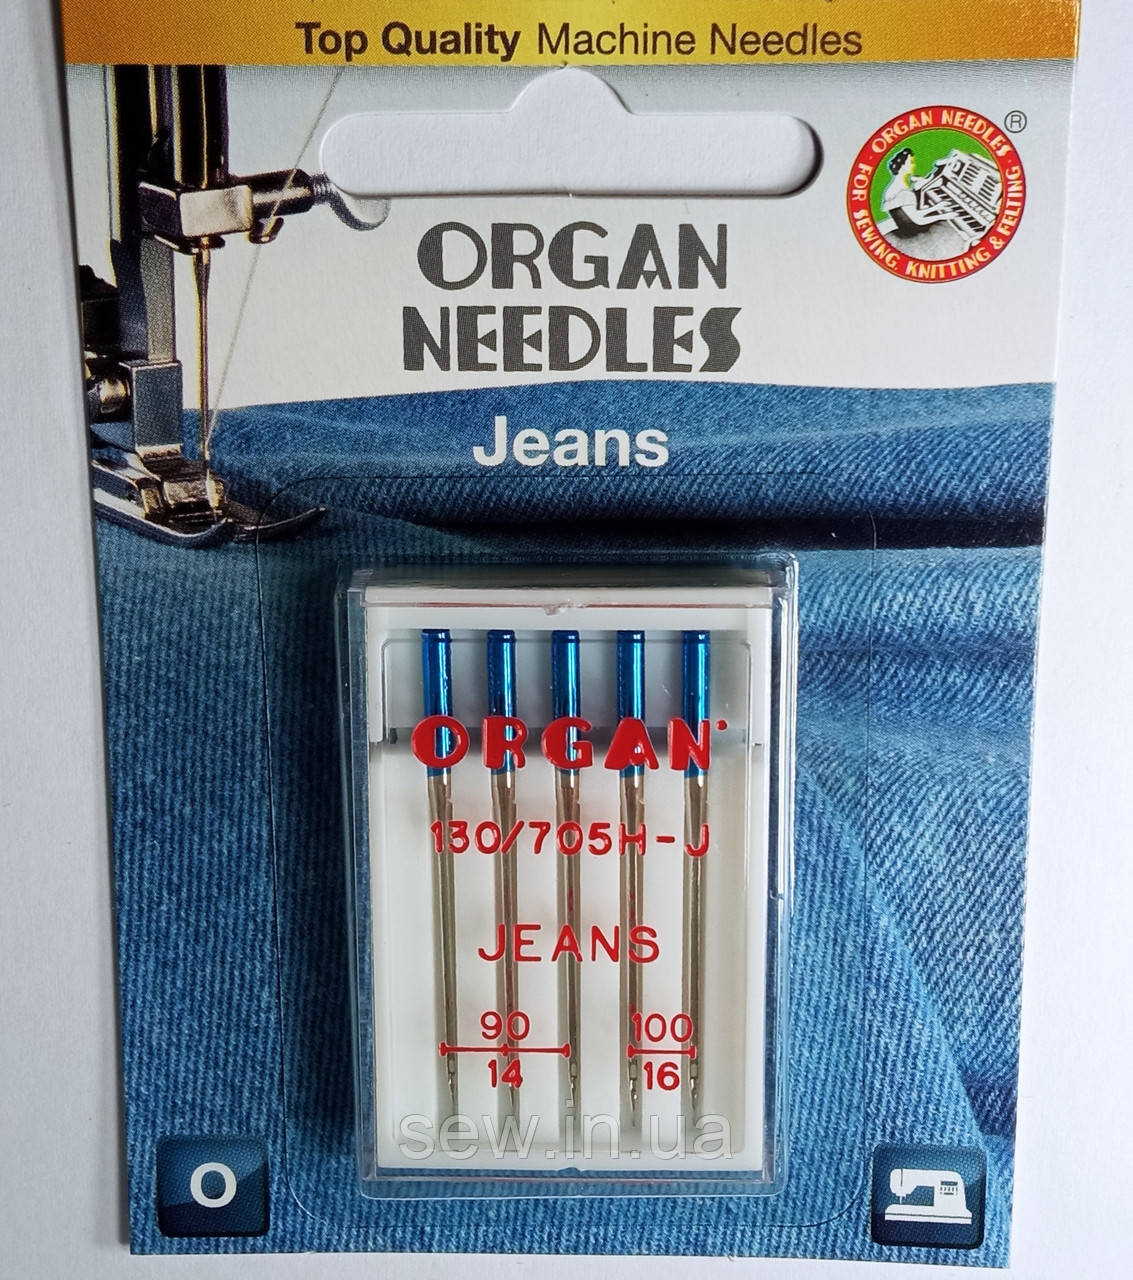 Top Quality Machine Needles
ORGAN NEEDLES · FOR SEWING, KNITTING & FELTING ·
®
ORGAN
NEEDLES
Jeans
ORGAN
130/705H-J
JEANS
90 100
14 16
sew.in.ua
O